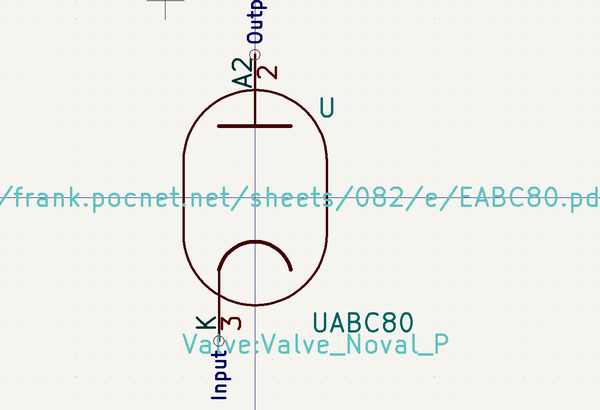 Outp
A2
2
U
/frank.pocnet.net/sheets/082/e/EABC80.pd
K
3
UABC80
Valve:Valve_Noval_P
Input